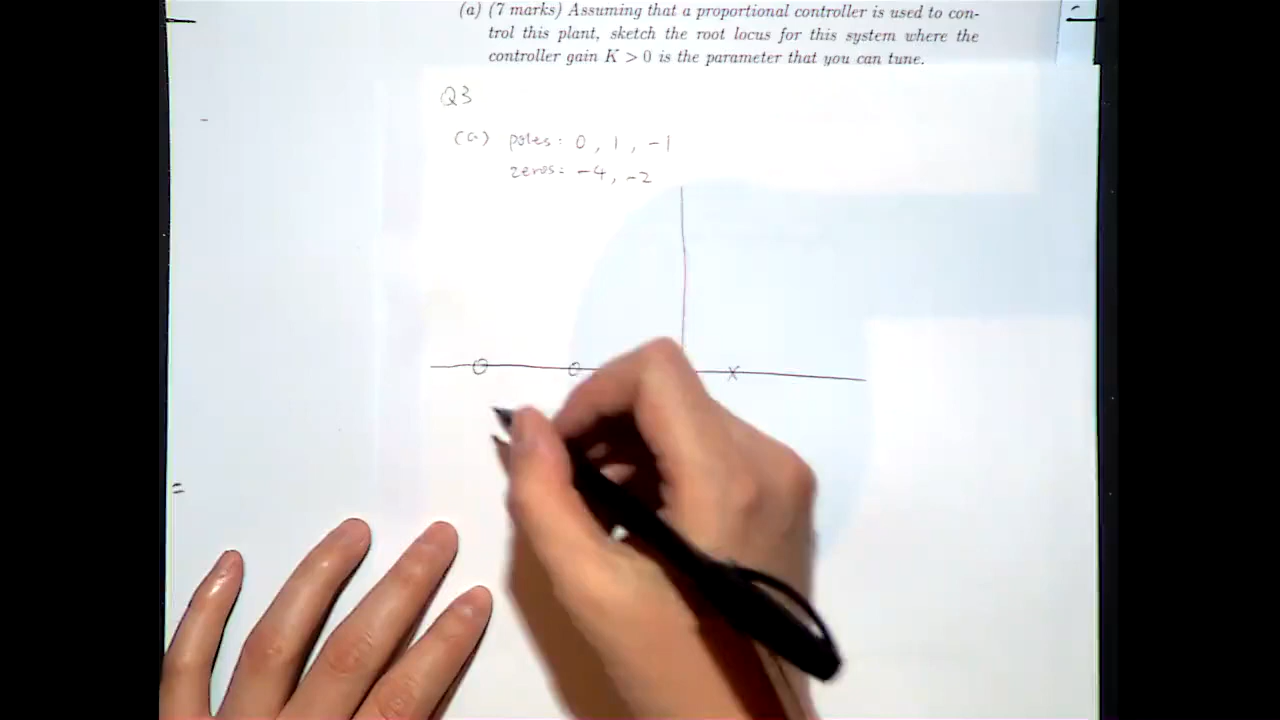 (a) (7 marks) Assuming that a proportional controller is used to con-
trol this plant, sketch the root locus for this system where the
controller gain K > 0 is the parameter that you can tune.
Q3
(a) poles: 0, 1, -1
zeros: -4, -2